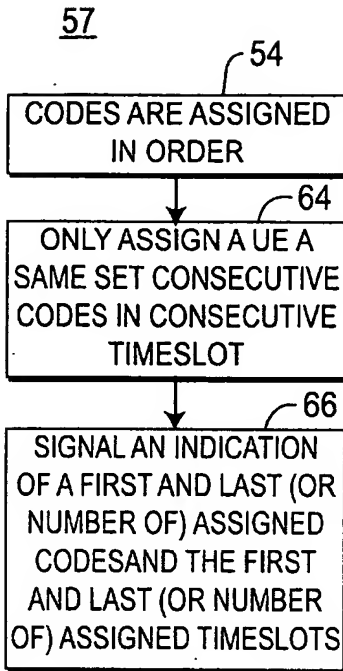 57
54
CODES ARE ASSIGNED
IN ORDER
64
ONLY ASSIGN A UE A
SAME SET CONSECUTIVE
CODES IN CONSECUTIVE
TIMESLOT
66
SIGNAL AN INDICATION
OF A FIRST AND LAST (OR
NUMBER OF) ASSIGNED
CODESAND THE FIRST
AND LAST (OR NUMBER
OF) ASSIGNED TIMESLOTS